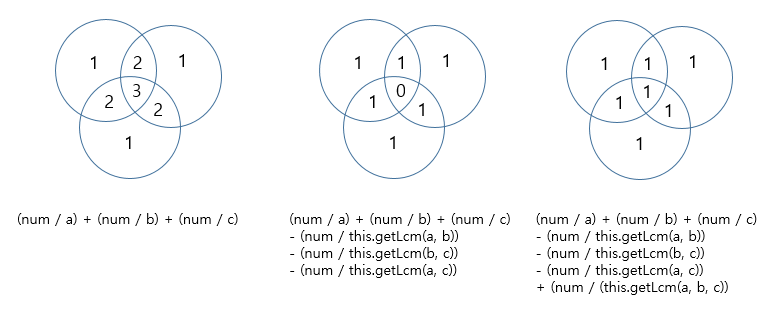 1 2 1
2 3 2
1
(num / a) + (num / b) + (num / c)
1 1 1
1 0 1
1
(num / a) + (num / b) + (num / c)
- (num / this.getLcm(a, b))
- (num / this.getLcm(b, c))
- (num / this.getLcm(a, c))
1 1 1
1 1 1
1
(num / a) + (num / b) + (num / c)
- (num / this.getLcm(a, b))
- (num / this.getLcm(b, c))
- (num / this.getLcm(a, c))
+ (num / (this.getLcm(a, b, c))